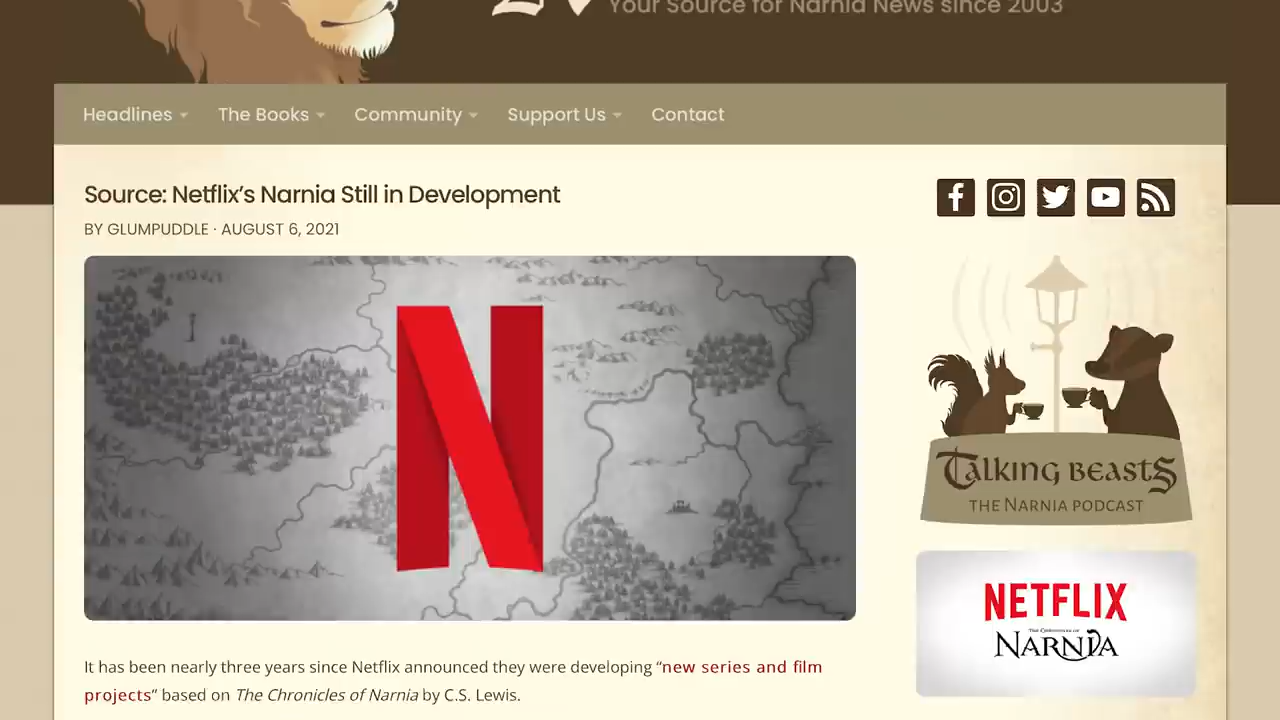 Your Source for Narnia News since 2003
Headlines The Books Community Support Us Contact
Source: Netflix’s Narnia Still in Development
BY GLUMPUDDLE · AUGUST 6, 2021
N
Talking Beasts
The Narnia Podcast
NETFLIX
The Chronicles of
NARNIA
It has been nearly three years since Netflix announced they were developing “new series and film
projects” based on The Chronicles of Narnia by C.S. Lewis.